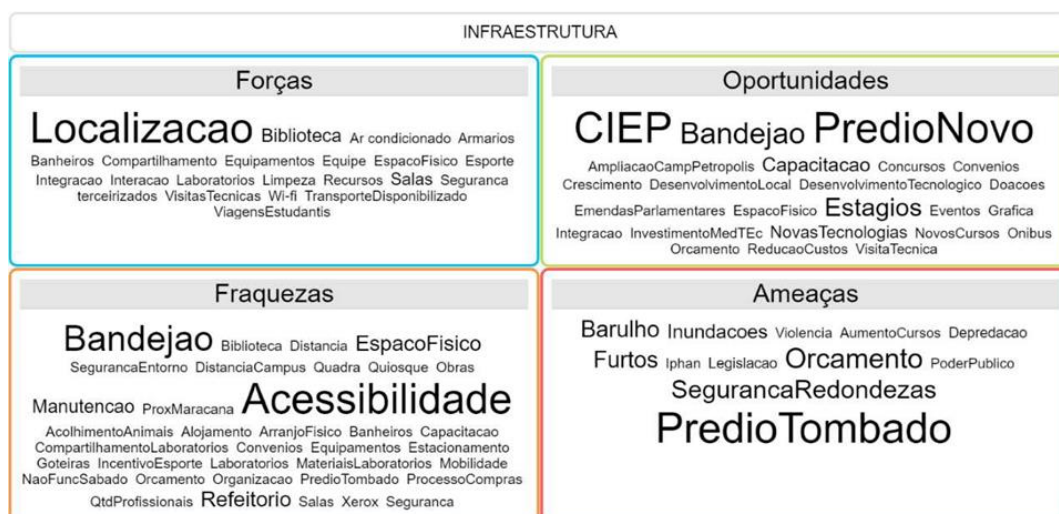 INFRAESTRUTURA
Forças
Localizacao Biblioteca Ar condicionado Armarios
Banheiros Compartilhamento Equipamentos Equipe EspacoFisico Esporte
Integracao Interacao Laboratorios Limpeza Recursos Salas Seguranca
terceirizados VisitasTecnicas Wi-fi TransporteDisponibilizado
ViagensEstudantis
Oportunidades
CIEP Bandejao PredioNovo
AmpliacaoCampPetropolis Capacitacao Concursos Convenios
Crescimento DesenvolvimentoLocal DesenvolvimentoTecnologico Doacoes
EmendasParlamentares EspacoFisico Estagios Eventos Grafica
Integracao InvestimentoMedTEc NovasTecnologias NovosCursos Onibus
Orcamento ReducaoCustos VisitaTecnica
Fraquezas
Bandejao Biblioteca Distancia EspacoFisico
SegurancaEntorno DistanciaCampus Quadra Quiosque Obras
Manutencao ProxMaracana Acessibilidade
AcolhimentoAnimais Alojamento ArranjoFisico Banheiros Capacitacao
CompartilhamentoLaboratorios Convenios Equipamentos Estacionamento
Goteiras IncentivoEsporte Laboratorios MateriaisLaboratorios Mobilidade
NaoFuncSabado Orcamento Organizacao PredioTombado ProcessoCompras
QtdProfissionais Refeitorio Salas Xerox Seguranca
Ameaças
Barulho Inundacoes Violencia AumentoCursos Depredacao
Furtos Iphan Legislacao Orcamento PoderPublico
SegurancaRedondezas
PredioTombado